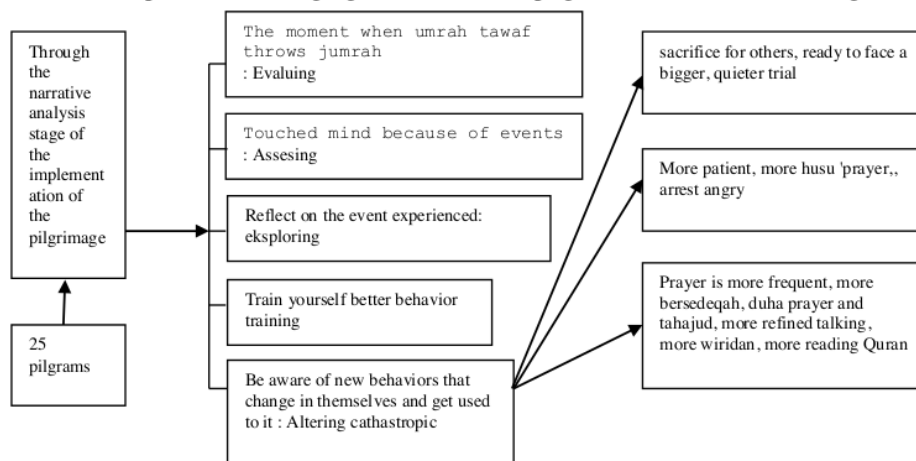 Through
the
narrative
analysis
stage of
the
implement
ation of
the
pilgrimage
25
pilgrams
The moment when umrah tawaf
throws jumrah
: Evaluing
Touched mind because of events
: Assesing
Reflect on the event experienced:
eksploring
Train yourself better behavior
training
Be aware of new behaviors that
change in themselves and get used
to it : Altering cathastropic
sacrifice for others, ready to face a
bigger, quieter trial
More patient, more husu 'prayer,,
arrest angry
Prayer is more frequent, more
bersedeqah, duha prayer and
tahajud, more refined talking,
more wiridan, more reading Quran